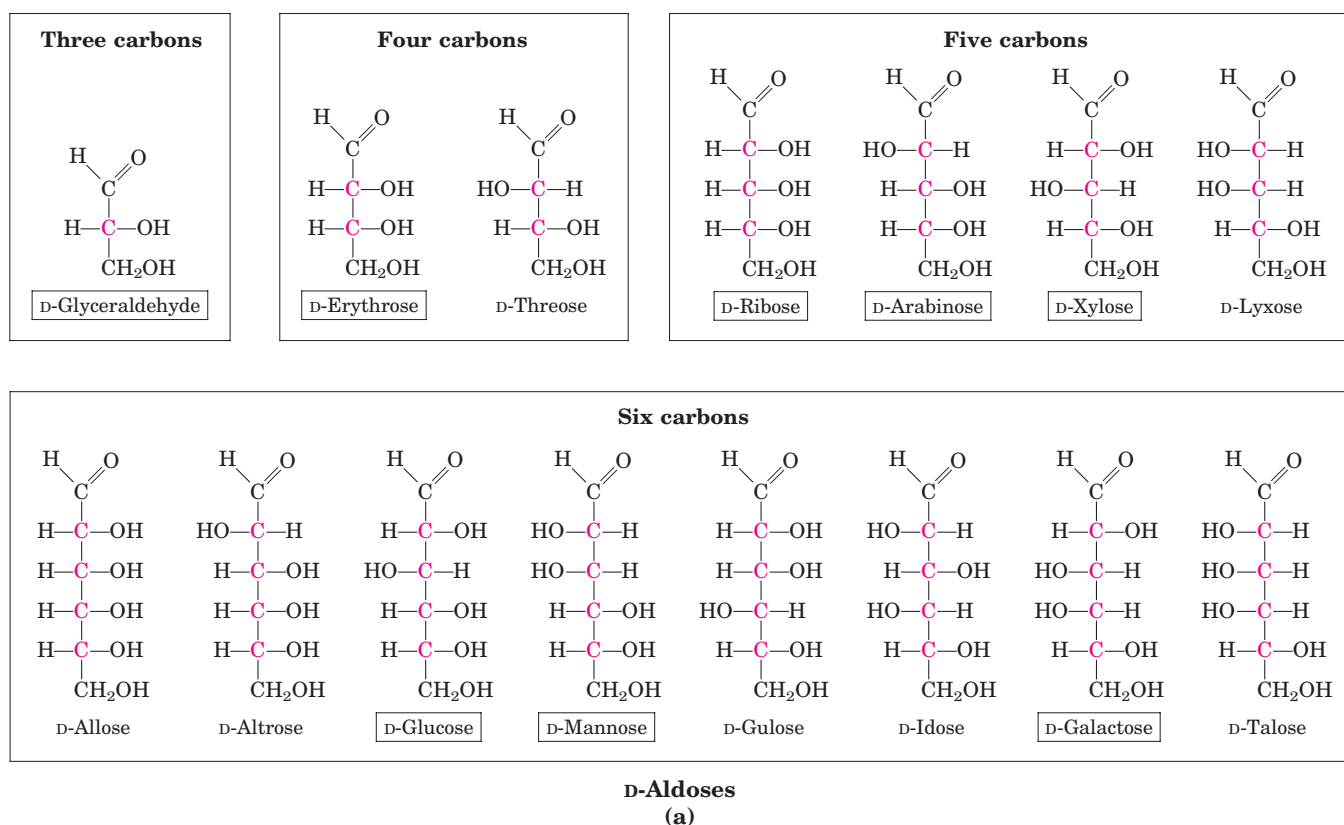 Three carbons
H O
C
H—C—OH
CH₂OH
D-Glyceraldehyde
Four carbons
H O
C
H—C—OH
H—C—OH
CH₂OH
D-Erythrose
H O
C
HO—C—H
H—C—OH
CH₂OH
D-Threose
Five carbons
H O
C
H—C—OH
H—C—OH
H—C—OH
CH₂OH
D-Ribose
H O
C
HO—C—H
H—C—OH
H—C—OH
CH₂OH
D-Arabinose
H O
C
H—C—OH
HO—C—H
H—C—OH
CH₂OH
D-Xylose
H O
C
HO—C—H
HO—C—H
H—C—OH
CH₂OH
D-Lyxose
Six carbons
H O
C
H—C—OH
H—C—OH
H—C—OH
H—C—OH
CH₂OH
D-Allose
H O
C
HO—C—H
H—C—OH
H—C—OH
H—C—OH
CH₂OH
D-Altrose
H O
C
H—C—OH
HO—C—H
H—C—OH
H—C—OH
CH₂OH
D-Glucose
H O
C
HO—C—H
HO—C—H
H—C—OH
H—C—OH
CH₂OH
D-Mannose
H O
C
H—C—OH
H—C—OH
HO—C—H
H—C—OH
CH₂OH
D-Gulose
H O
C
HO—C—H
H—C—OH
HO—C—H
H—C—OH
CH₂OH
D-Idose
H O
C
H—C—OH
HO—C—H
HO—C—H
H—C—OH
CH₂OH
D-Galactose
H O
C
HO—C—H
HO—C—H
HO—C—H
H—C—OH
CH₂OH
D-Talose
D-Aldoses
(a)